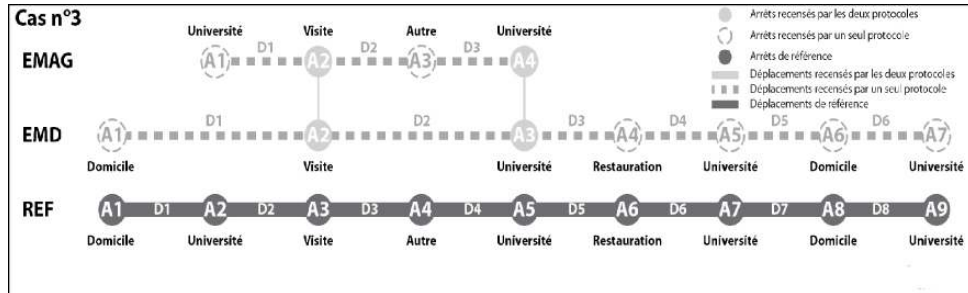 Cas n°3
Université Visite Autre Université
EMAG A1 D1 A2 D2 A3 D3 A4
Arrêts recensés par les deux protocoles
Arrêts recensés par un seul protocole
Arrêts de référence
Déplacements recensés par les deux protocoles
Déplacements recensés par un seul protocole
Déplacements de référence
EMD A1 D1 A2 D2 A3 D3 A4 D4 A5 D5 A6 D6 A7
Domicile Visite Université Restauration Université Domicile Université
REF A1 D1 A2 D2 A3 D3 A4 D4 A5 D5 A6 D6 A7 D7 A8 D8 A9
Domicile Université Visite Autre Université Restauration Université Domicile Université